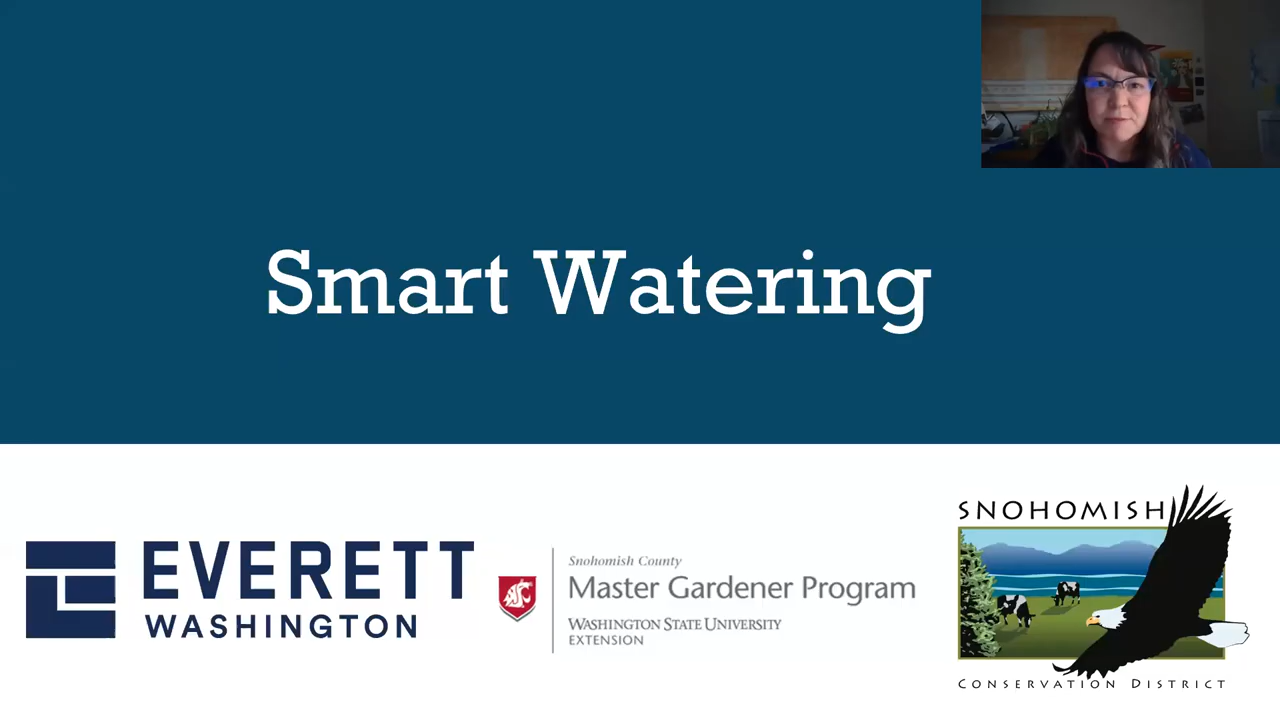 Smart Watering
EVERETT
WASHINGTON
Snohomish County
Master Gardener Program
WASHINGTON STATE UNIVERSITY
EXTENSION
SNOHOMISH
CONSERVATION DISTRICT